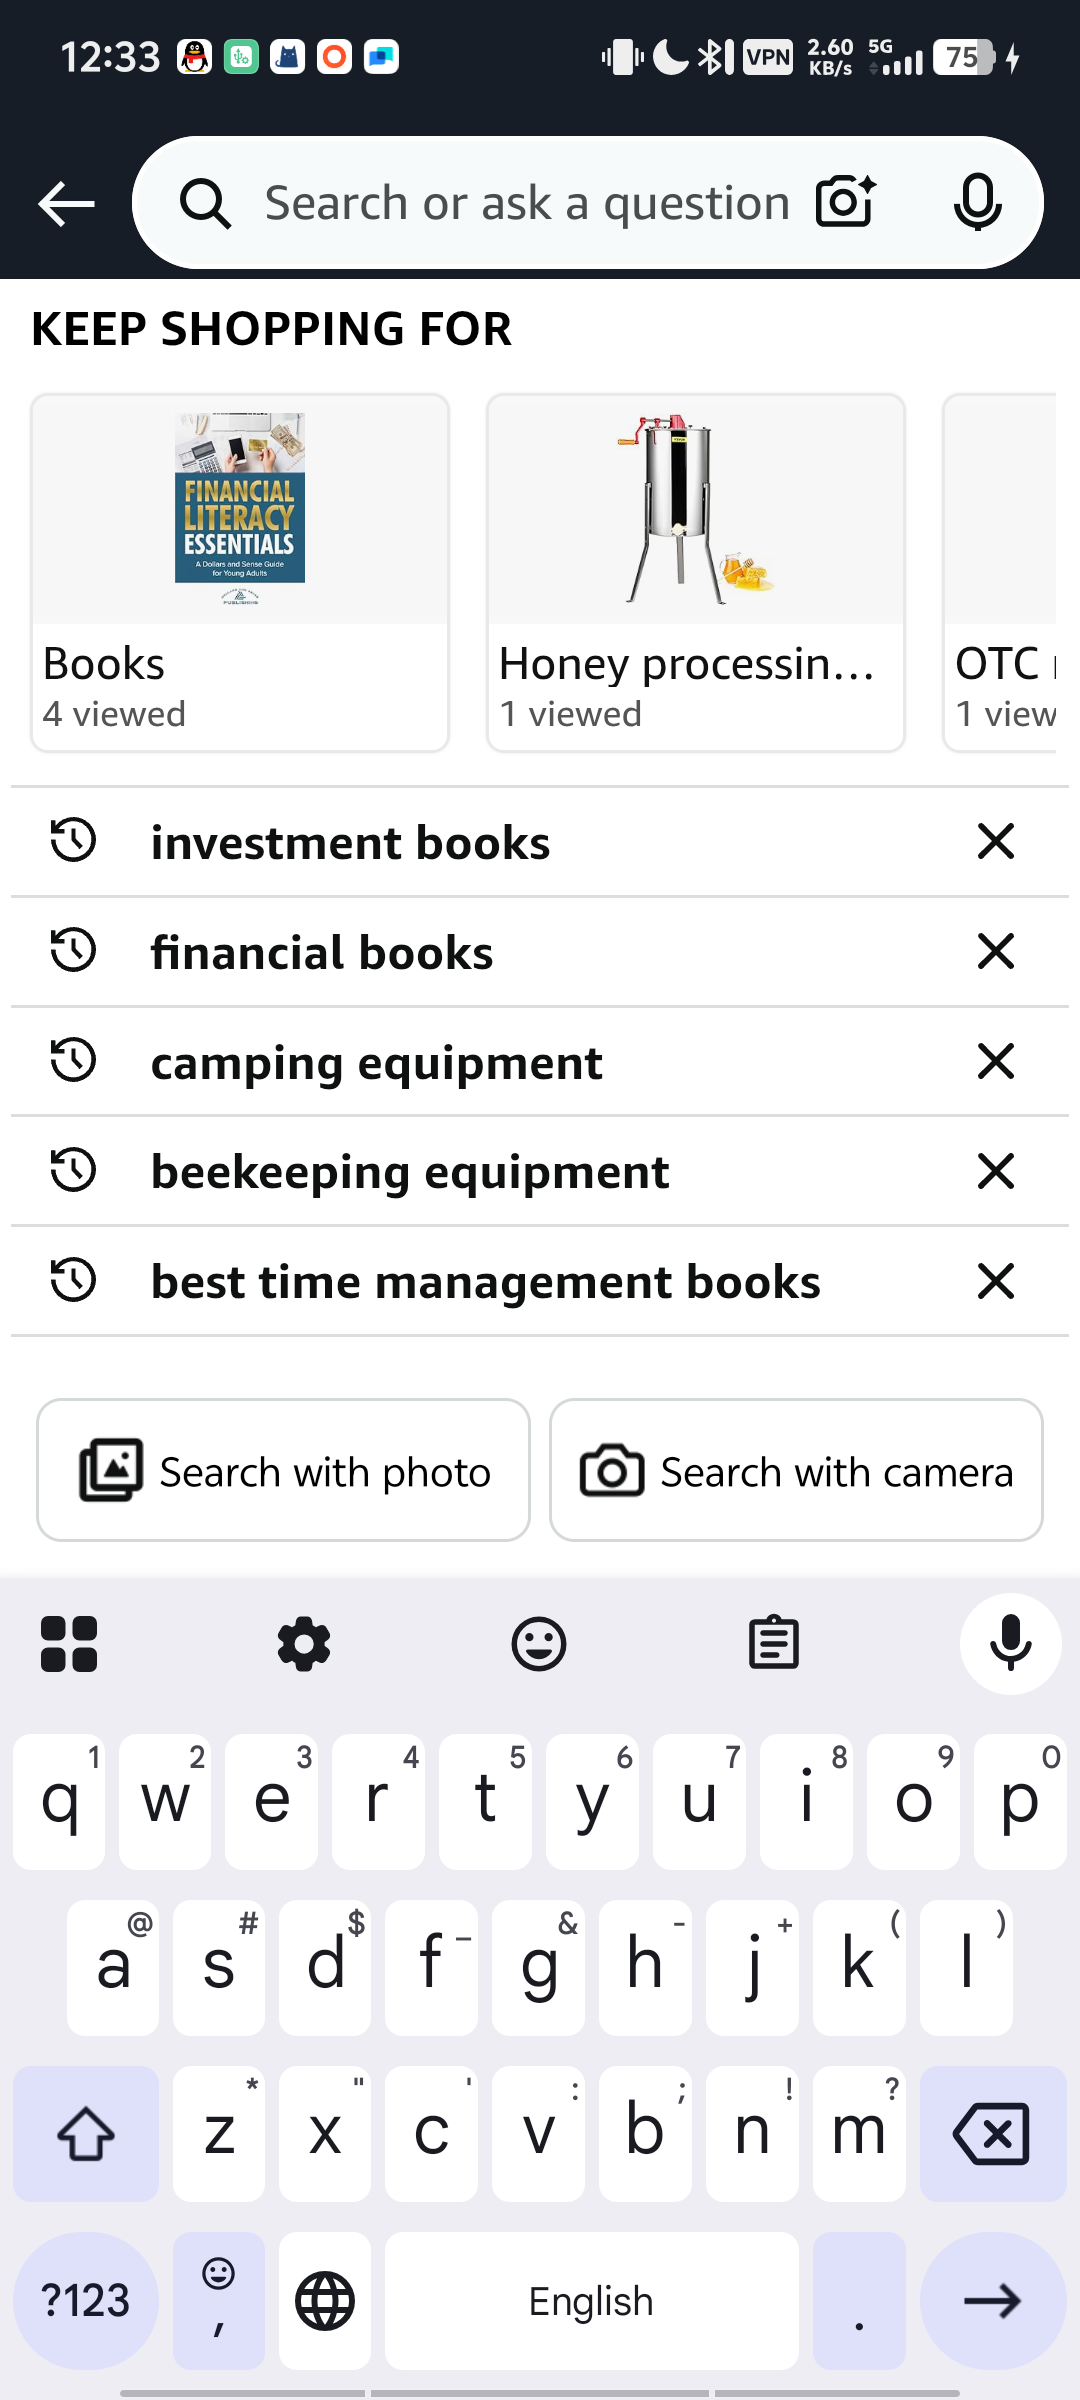 12:33 VPN 2.60 KB/s 5G 75
Search or ask a question
KEEP SHOPPING FOR
FINANCIAL
LITERACY
ESSENTIALS
A Dollars and Sense Guide
for Young Adults
Books
4 viewed
Honey processin...
1 viewed
OTC
1 view
investment books
financial books
camping equipment
beekeeping equipment
best time management books
Search with photo
Search with camera
q 1 w 2 e 3 r 4 t 5 y 6 u 7 i 8 o 9 p 0
a @ s # d $ f _ g & h - j + k ( l )
z * x " c ' v : b ; n ! m ?
?123 , English .